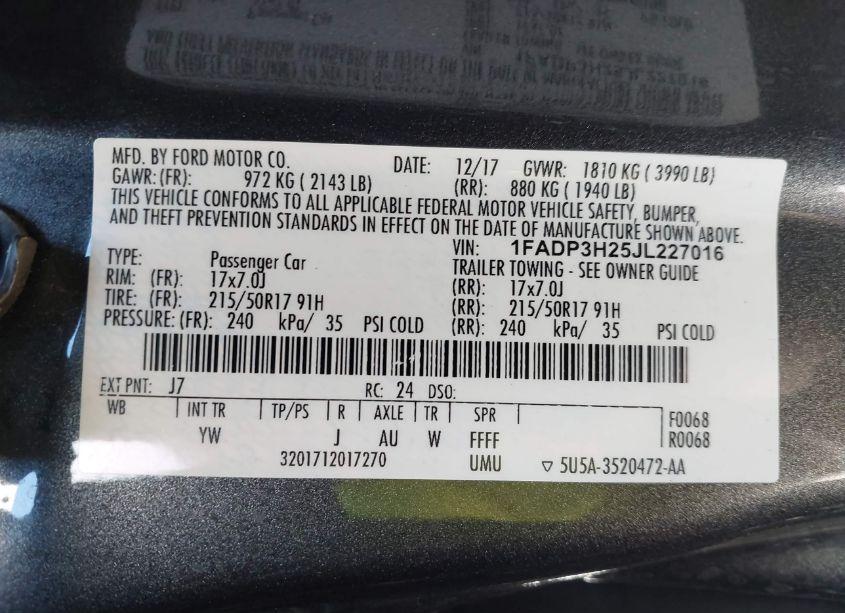 MFD. BY FORD MOTOR CO. DATE: 12/17 GVWR: 1810 KG ( 3990 LB)
GAWR: (FR): 972 KG ( 2143 LB) (RR): 880 KG ( 1940 LB)
THIS VEHICLE CONFORMS TO ALL APPLICABLE FEDERAL MOTOR VEHICLE SAFETY, BUMPER,
AND THEFT PREVENTION STANDARDS IN EFFECT ON THE DATE OF MANUFACTURE SHOWN ABOVE.
VIN: 1FADP3H25JL227016
TYPE: Passenger Car TRAILER TOWING - SEE OWNER GUIDE
RIM: (FR): 17x7.0J (RR): 17x7.0J
TIRE: (FR): 215/50R17 91H (RR): 215/50R17 91H
PRESSURE: (FR): 240 kPa/ 35 PSI COLD (RR): 240 kPa/ 35 PSI COLD
EXT PNT: J7 RC: 24 DSO:
WB INT TR TP/PS R AXLE TR SPR F0068
YW J AU W FFFF R0068
3201712017270 UMU ▽ 5U5A-3520472-AA